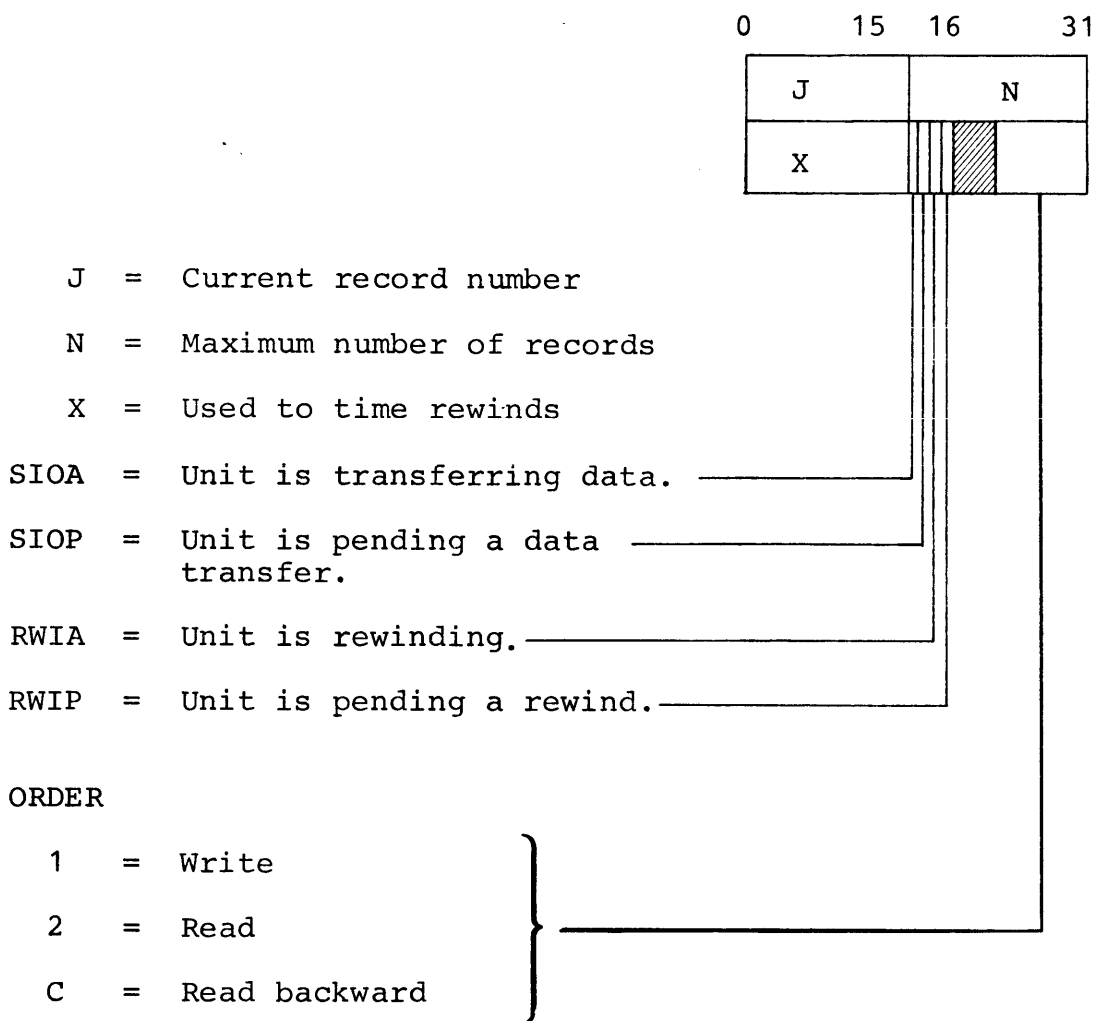 0 15 16 31
J N
X
J = Current record number
N = Maximum number of records
X = Used to time rewinds
SIOA = Unit is transferring data.
SIOP = Unit is pending a data
transfer.
RWIA = Unit is rewinding.
RWIP = Unit is pending a rewind.
ORDER
1 = Write
2 = Read
C = Read backward